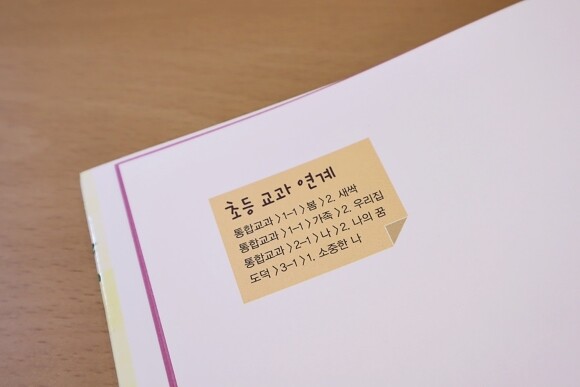 초등 교과 연계
통합교과 > 1-1 > 봄 > 2. 새싹
통합교과 > 1-1 > 가족 > 2. 우리집
통합교과 > 2-1 > 나 > 2. 나의 꿈
도덕 > 3-1 > 1. 소중한 나